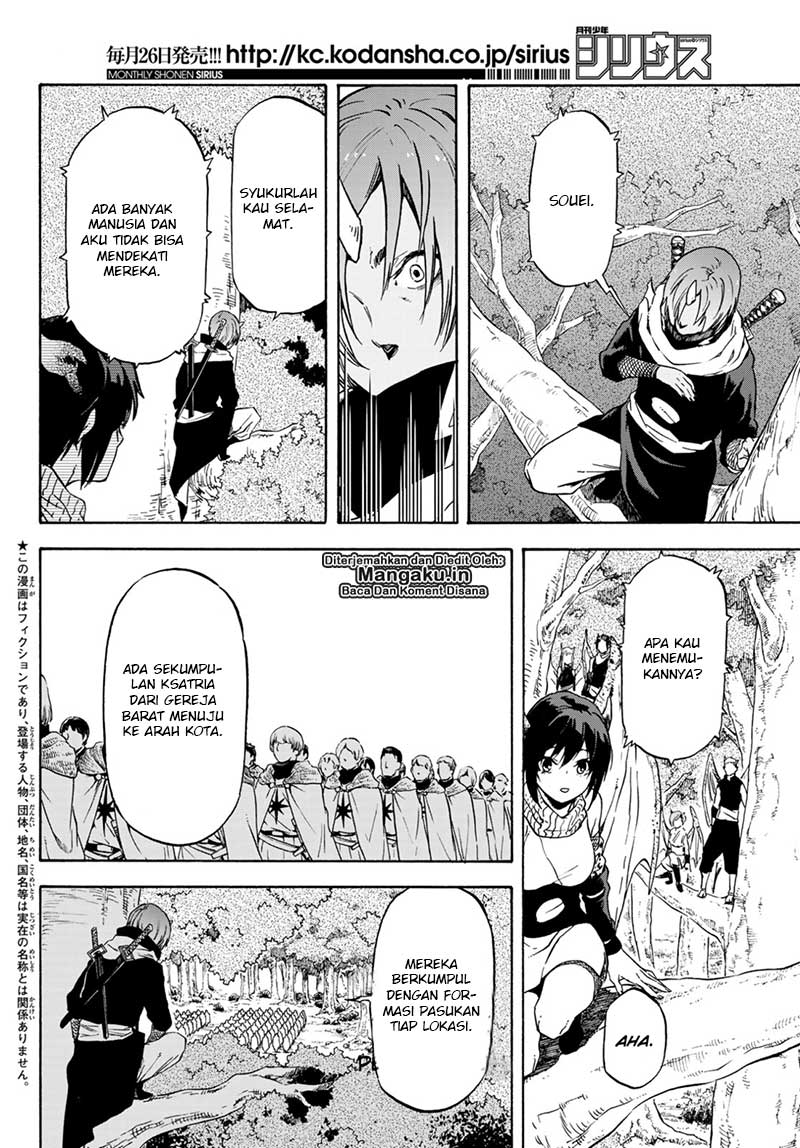 毎月26日発売!!! http://kc.kodansha.co.jp/sirius
MONTHLY SHONEN SIRIUS
月刊少年
シリウス
SOUEI.
SYUKURLAH
KAU SELA-
MAT.
ADA BANYAK
MANUSIA DAN
AKU TIDAK BISA
MENDEKATI
MEREKA.
APA KAU
MENEMU-
KANNYA?
AHA.
Diterjemahkan dan Diedit Oleh:
Mangaku.in
Baca Dan Koment Disana
ADA SEKUMPU-
LAN KSATRIA
DARI GEREJA
BARAT MENUJU
KE ARAH KOTA.
MEREKA
BERKUMPUL
DENGAN FOR-
MASI PASUKAN
TIAP LOKASI.
★この漫画はフィクションであり、登場する人物、団体、地名、国名等は実在の名称とは関係ありません。